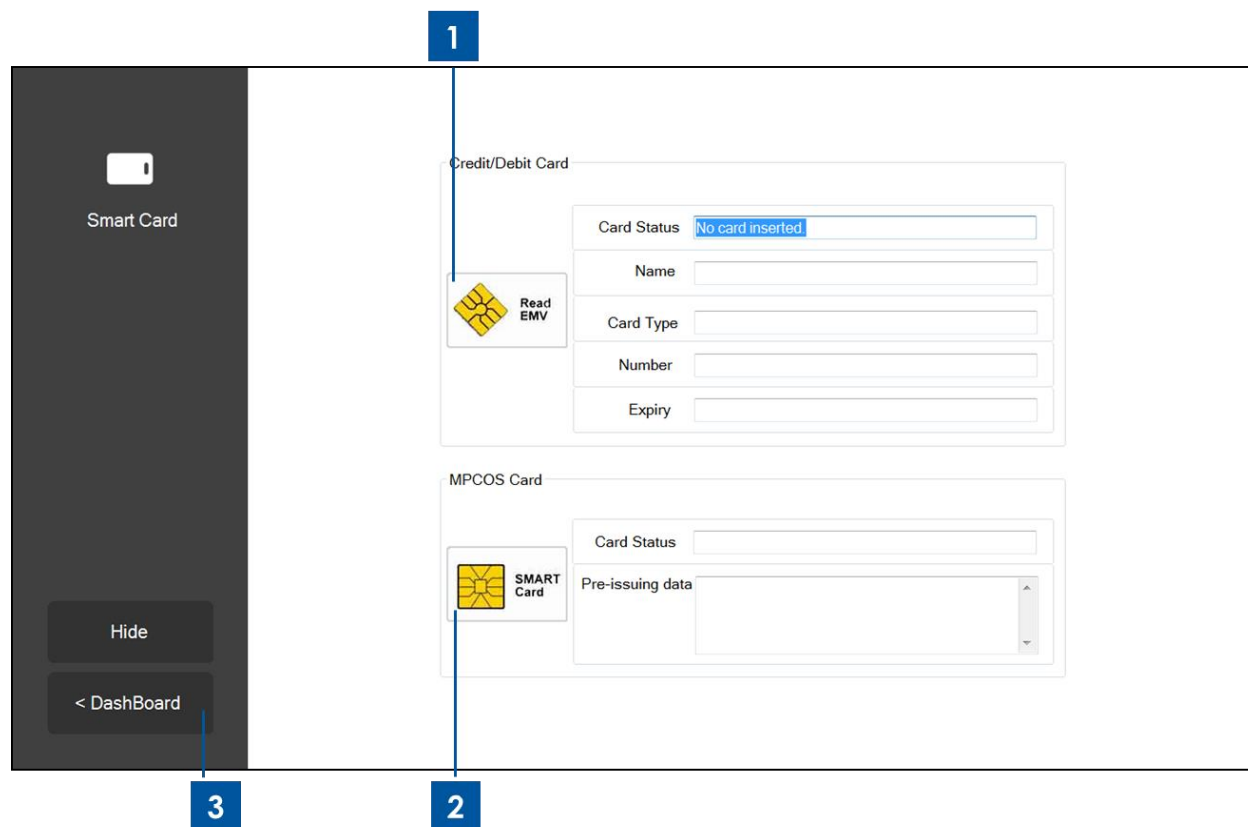 1
Smart Card
Credit/Debit Card
Read
EMV
Card Status No card inserted.
Name
Card Type
Number
Expiry
MPCOS Card
SMART
Card
Card Status
Pre-issuing data
Hide
< DashBoard
3
2